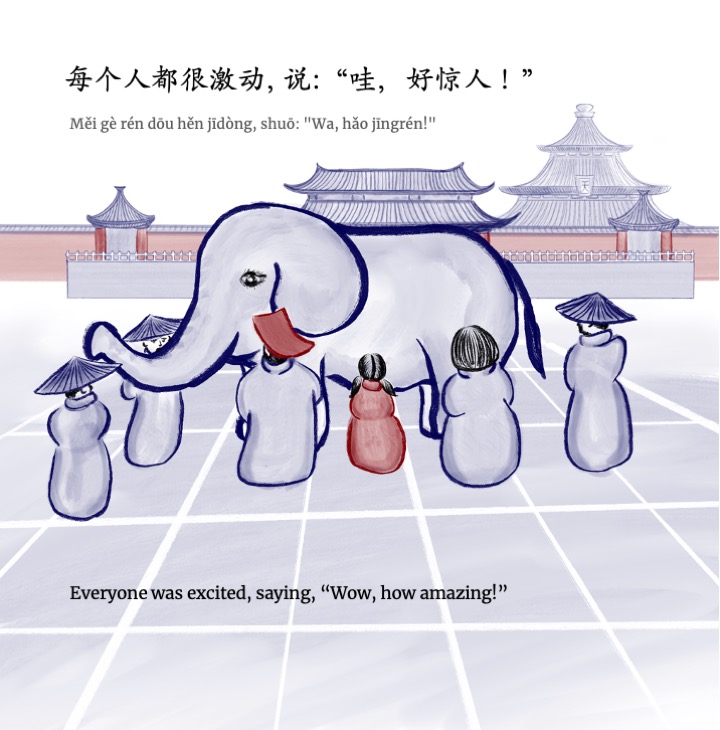 每个人都很激动, 说: “哇， 好惊人！”
Měi gè rén dōu hěn jīdòng, shuō: "Wa, hǎo jīngrén!"
天
Everyone was excited, saying, “Wow, how amazing!”